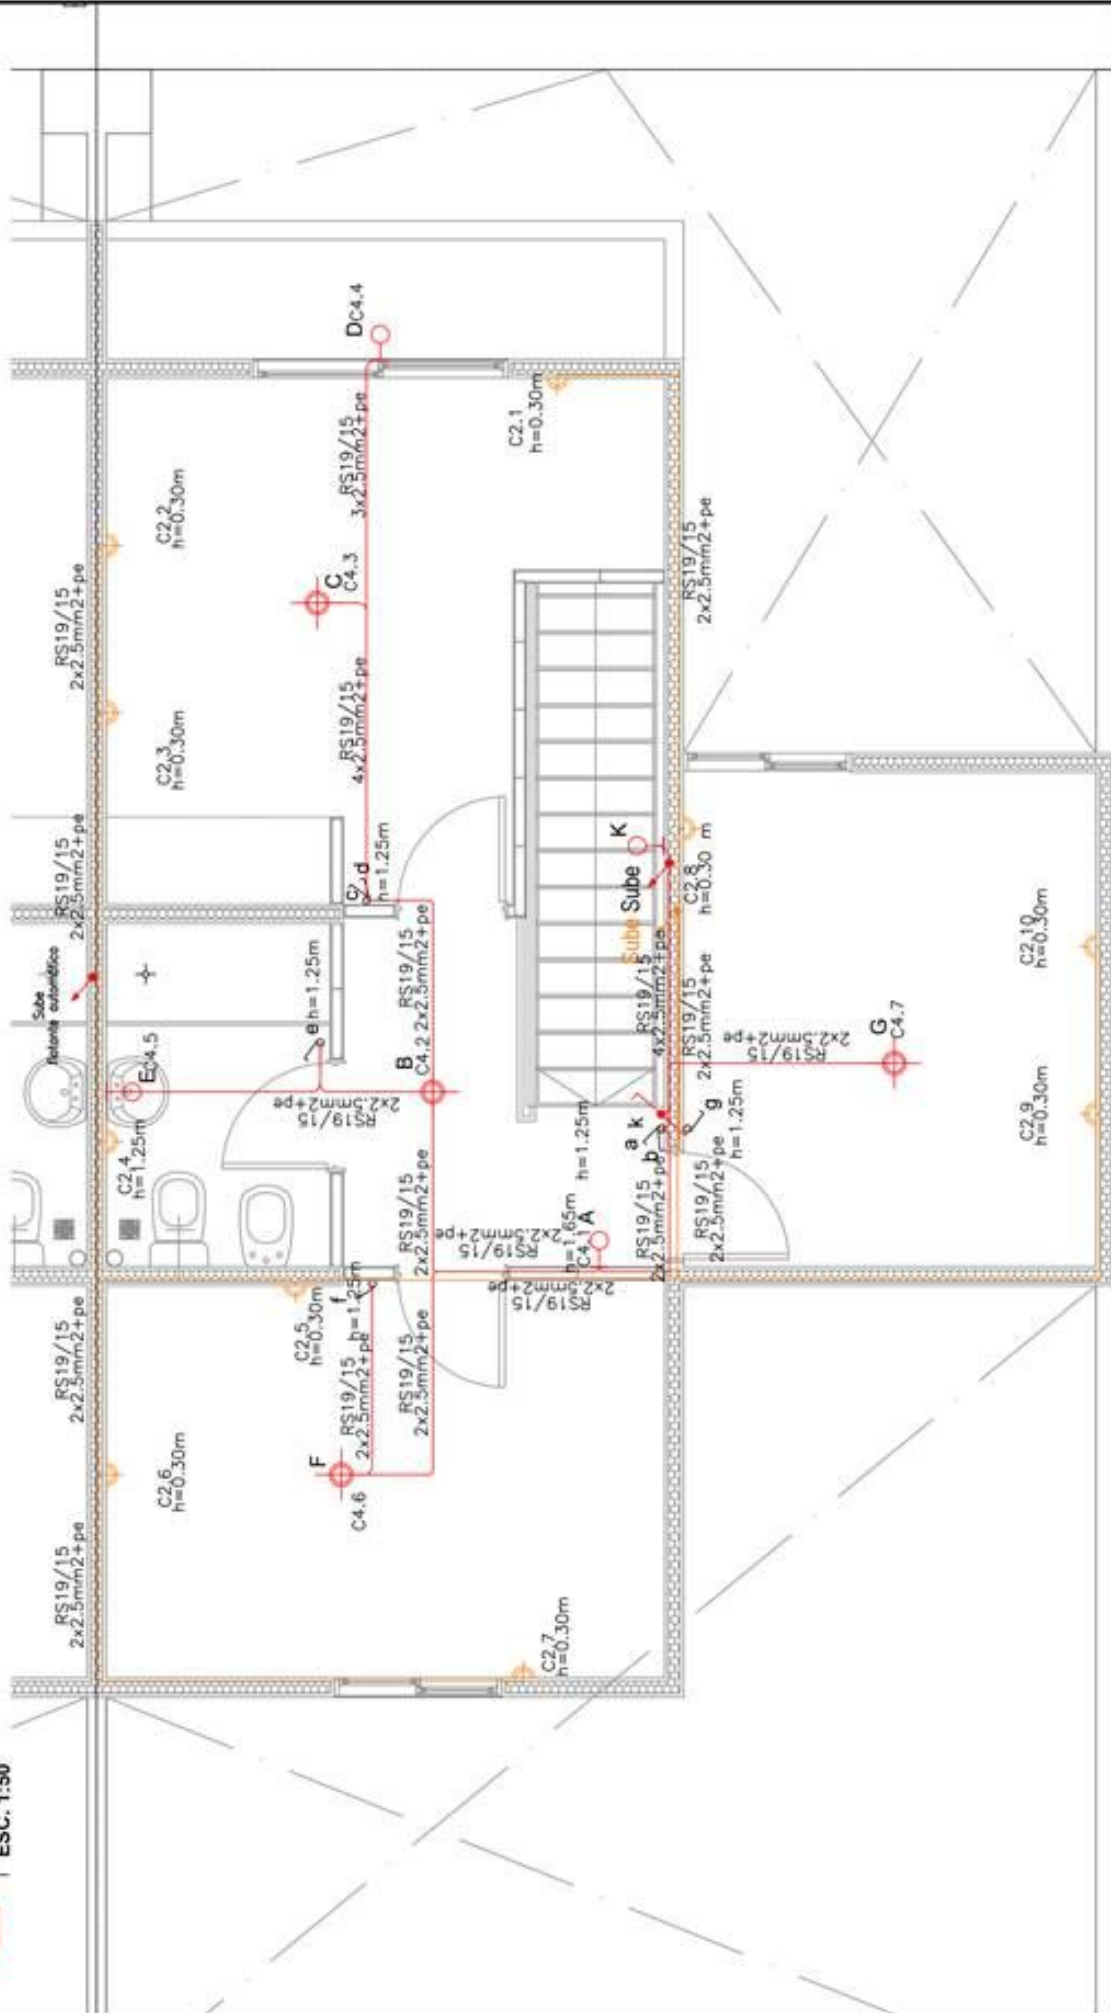 ESC. 1:50
DC4.4
RS19/15
3x2.5mm2+pe
C2.1
h=0.30m
C2.2
h=0.30m
RS19/15
2x2.5mm2+pe
C
C4.3
RS19/15
2x2.5mm2+pe
RS19/15
4x2.5mm2+pe
C2.3
h=0.30m
RS19/15
2x2.5mm2+pe
c
d
h=1.25m
K
Sube
Sube
C2.8
h=0.30 m
C2.10
h=0.30m
Sube
flotante automático
e
h=1.25m
RS19/15
C4.2 2x2.5mm2+pe
RS19/15
4x2.5mm2+pe
RS19/15
2x2.5mm2+pe
RS19/15
2x2.5mm2+pe
G
C4.7
E
C4.5
B
RS19/15
2x2.5mm2+pe
C2.4
h=1.25m
h=1.25m
a
k
b
g
h=1.25m
C2.9
h=0.30m
RS19/15
2x2.5mm2+pe
RS19/15
2x2.5mm2+pe
h=1.65m
C4.1 A
RS19/15
2x2.5mm2+pe
RS19/15
2x2.5mm2+pe
RS19/15
2x2.5mm2+pe
C2.5
h=0.30m
f
h=1.25m
RS19/15
2x2.5mm2+pe
RS19/15
2x2.5mm2+pe
RS19/15
2x2.5mm2+pe
C2.6
h=0.30m
F
C4.6
RS19/15
2x2.5mm2+pe
C2.7
h=0.30m